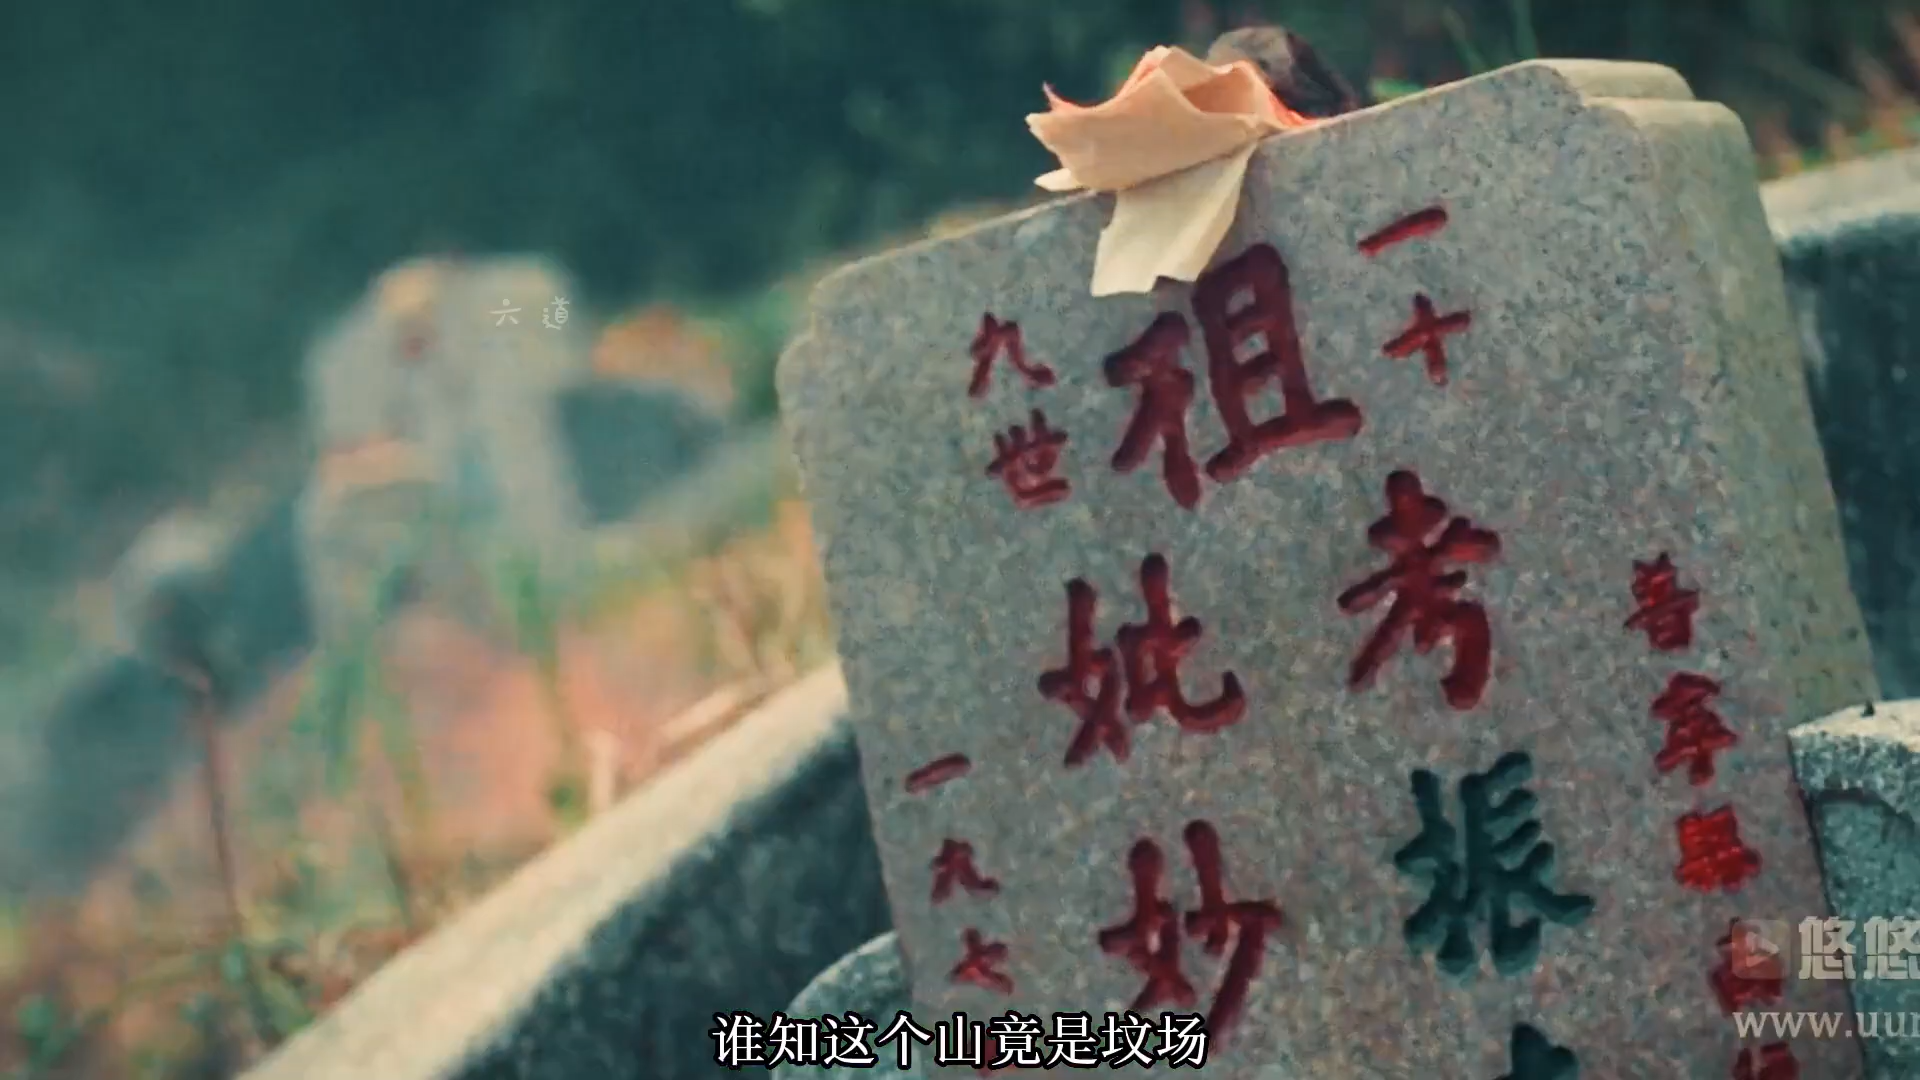 六道
一十
九世
祖考振
妣妙
一九七
悠悠
www.uu
谁知这个山竟是坟场